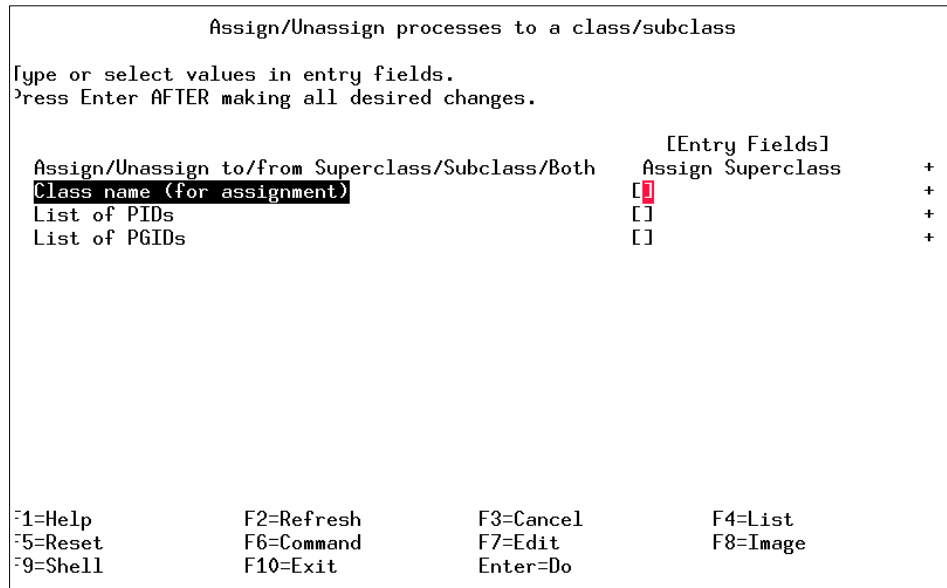 Assign/Unassign processes to a class/subclass
Type or select values in entry fields.
Press Enter AFTER making all desired changes.
[Entry Fields]
Assign/Unassign to/from Superclass/Subclass/Both Assign Superclass +
Class name (for assignment) [] +
List of PIDs [] +
List of PGIDs [] +
F1=Help F2=Refresh F3=Cancel F4=List
F5=Reset F6=Command F7=Edit F8=Image
F9=Shell F10=Exit Enter=Do